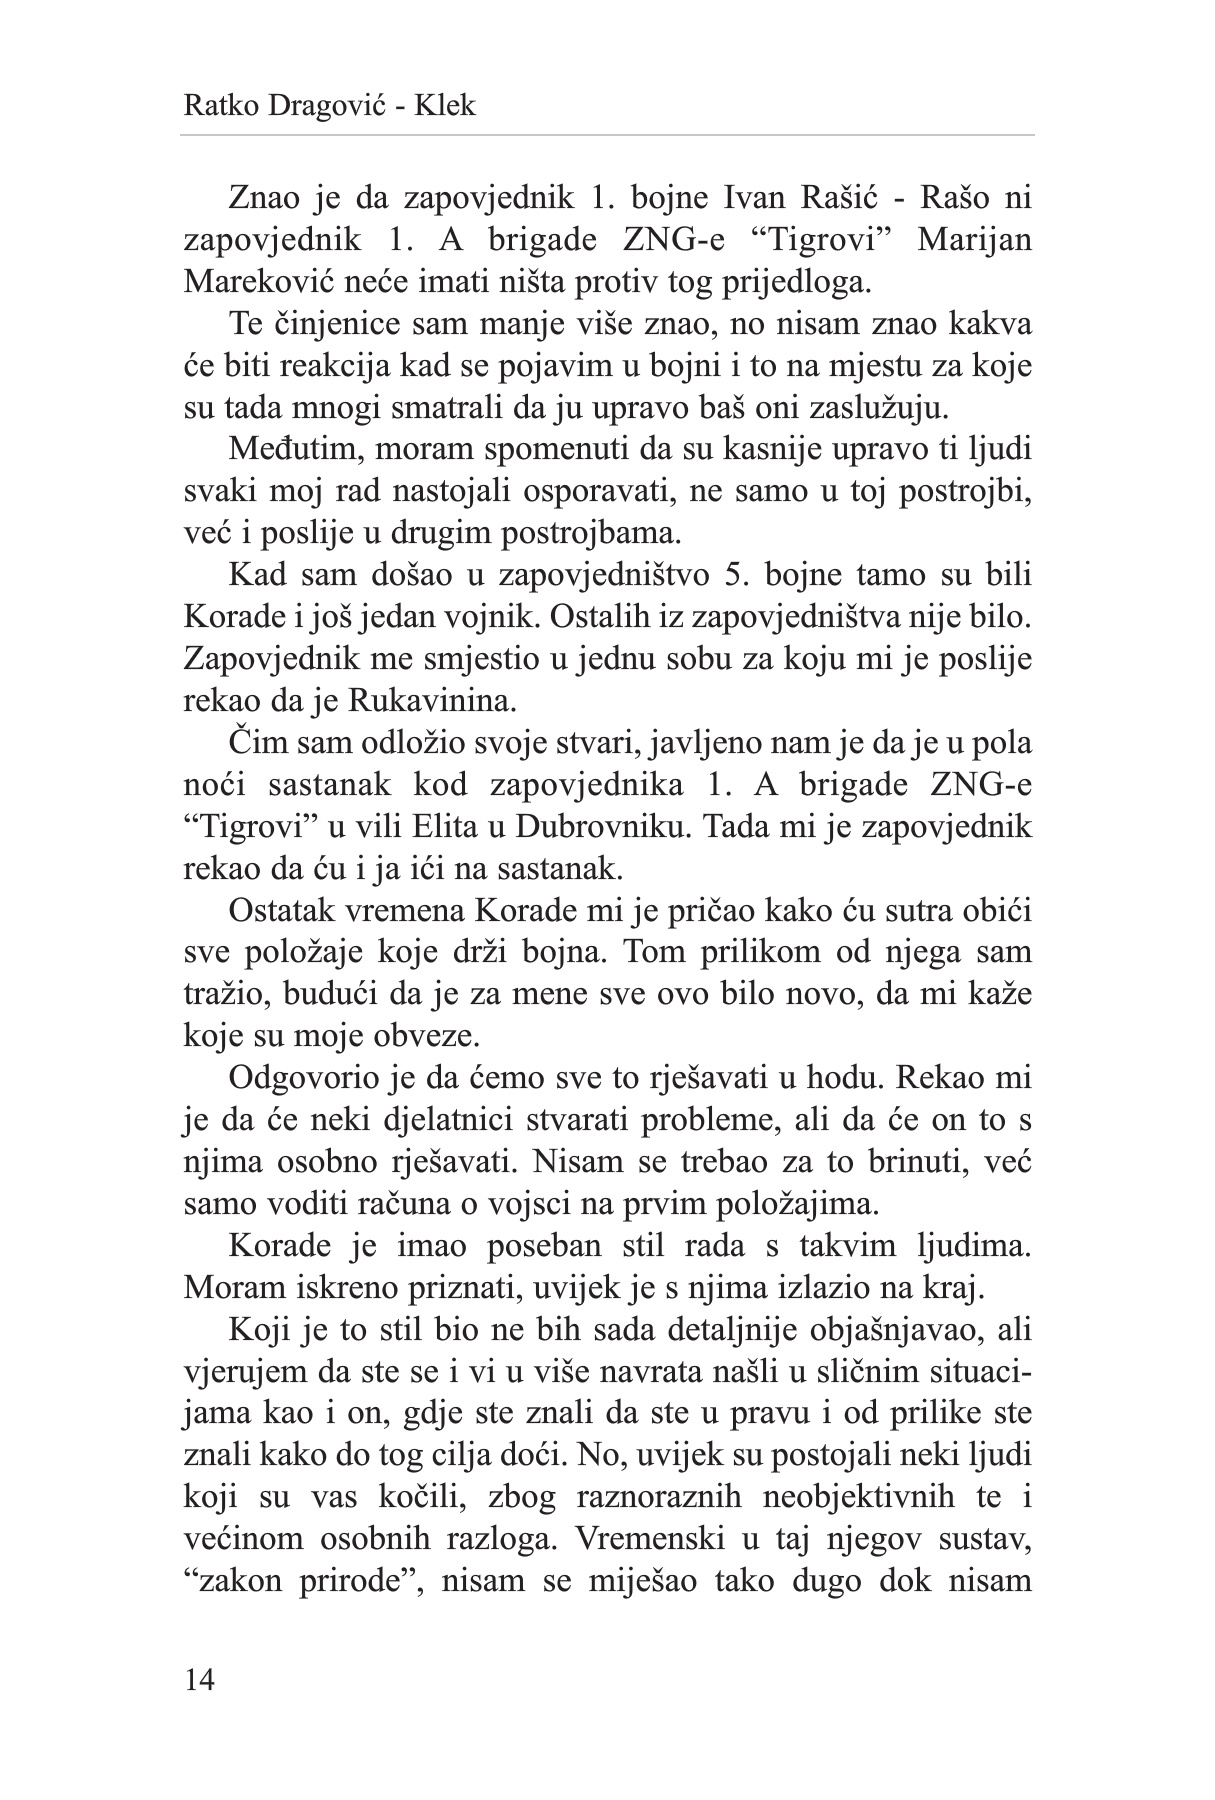 Ratko Dragović - Klek
Znao je da zapovjednik 1. bojne Ivan Rašić - Rašo ni
zapovjednik 1. A brigade ZNG-e “Tigrovi” Marijan
Mareković neće imati ništa protiv tog prijedloga.
Te činjenice sam manje više znao, no nisam znao kakva
će biti reakcija kad se pojavim u bojni i to na mjestu za koje
su tada mnogi smatrali da ju upravo baš oni zaslužuju.
Međutim, moram spomenuti da su kasnije upravo ti ljudi
svaki moj rad nastojali osporavati, ne samo u toj postrojbi,
već i poslije u drugim postrojbama.
Kad sam došao u zapovjedništvo 5. bojne tamo su bili
Korade i još jedan vojnik. Ostalih iz zapovjedništva nije bilo.
Zapovjednik me smjestio u jednu sobu za koju mi je poslije
rekao da je Rukavinina.
Čim sam odložio svoje stvari, javljeno nam je da je u pola
noći sastanak kod zapovjednika 1. A brigade ZNG-e
“Tigrovi” u vili Elita u Dubrovniku. Tada mi je zapovjednik
rekao da ću i ja ići na sastanak.
Ostatak vremena Korade mi je pričao kako ću sutra obići
sve položaje koje drži bojna. Tom prilikom od njega sam
tražio, budući da je za mene sve ovo bilo novo, da mi kaže
koje su moje obveze.
Odgovorio je da ćemo sve to rješavati u hodu. Rekao mi
je da će neki djelatnici stvarati probleme, ali da će on to s
njima osobno rješavati. Nisam se trebao za to brinuti, već
samo voditi računa o vojsci na prvim položajima.
Korade je imao poseban stil rada s takvim ljudima.
Moram iskreno priznati, uvijek je s njima izlazio na kraj.
Koji je to stil bio ne bih sada detaljnije objašnjavao, ali
vjerujem da ste se i vi u više navrata našli u sličnim situaci-
jama kao i on, gdje ste znali da ste u pravu i od prilike ste
znali kako do tog cilja doći. No, uvijek su postojali neki ljudi
koji su vas kočili, zbog raznoraznih neobjektivnih te i
većinom osobnih razloga. Vremenski u taj njegov sustav,
“zakon prirode”, nisam se miješao tako dugo dok nisam
14